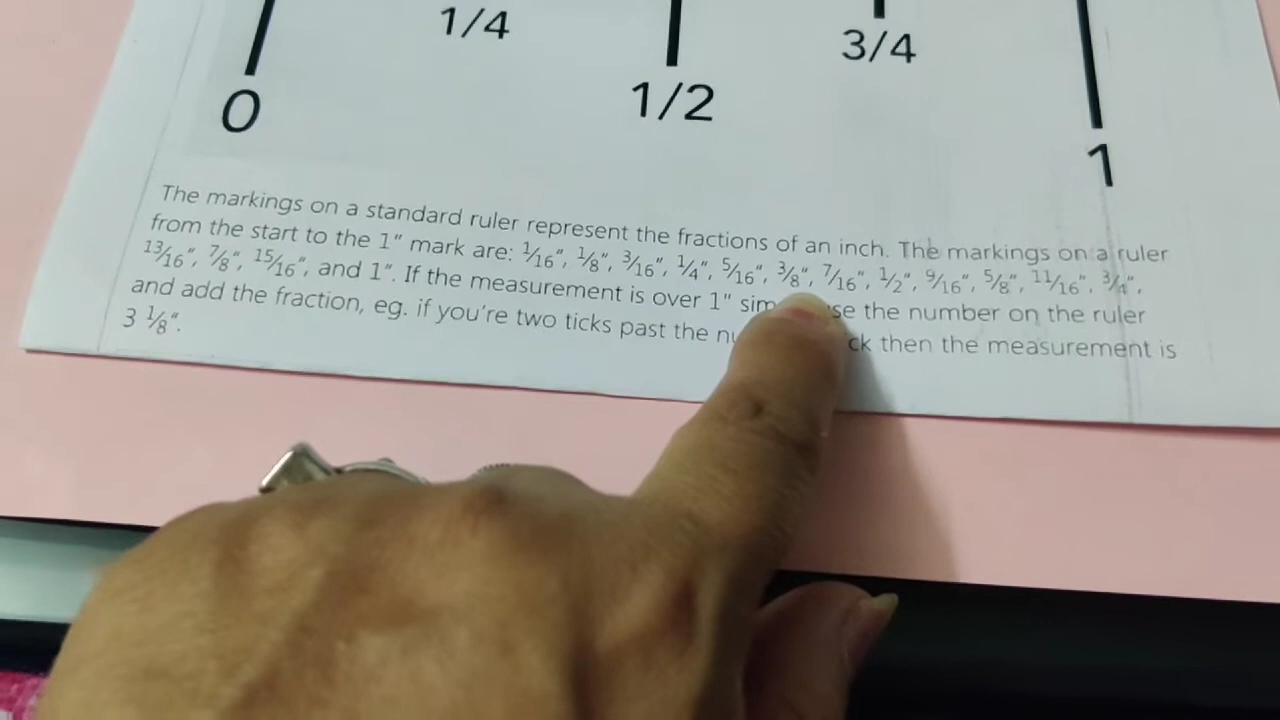 1/4
3/4
0
1/2
1
The markings on a standard ruler represent the fractions of an inch. The markings on a ruler
from the start to the 1" mark are: 1/16", 1/8", 3/16", 1/4", 5/16", 3/8", 7/16", 1/2", 9/16", 5/8", 11/16", 3/4",
13/16", 7/8", 15/16", and 1". If the measurement is over 1" use the number on the ruler
and add the fraction, eg. if you're two ticks past the then the measurement is
3 1/8".